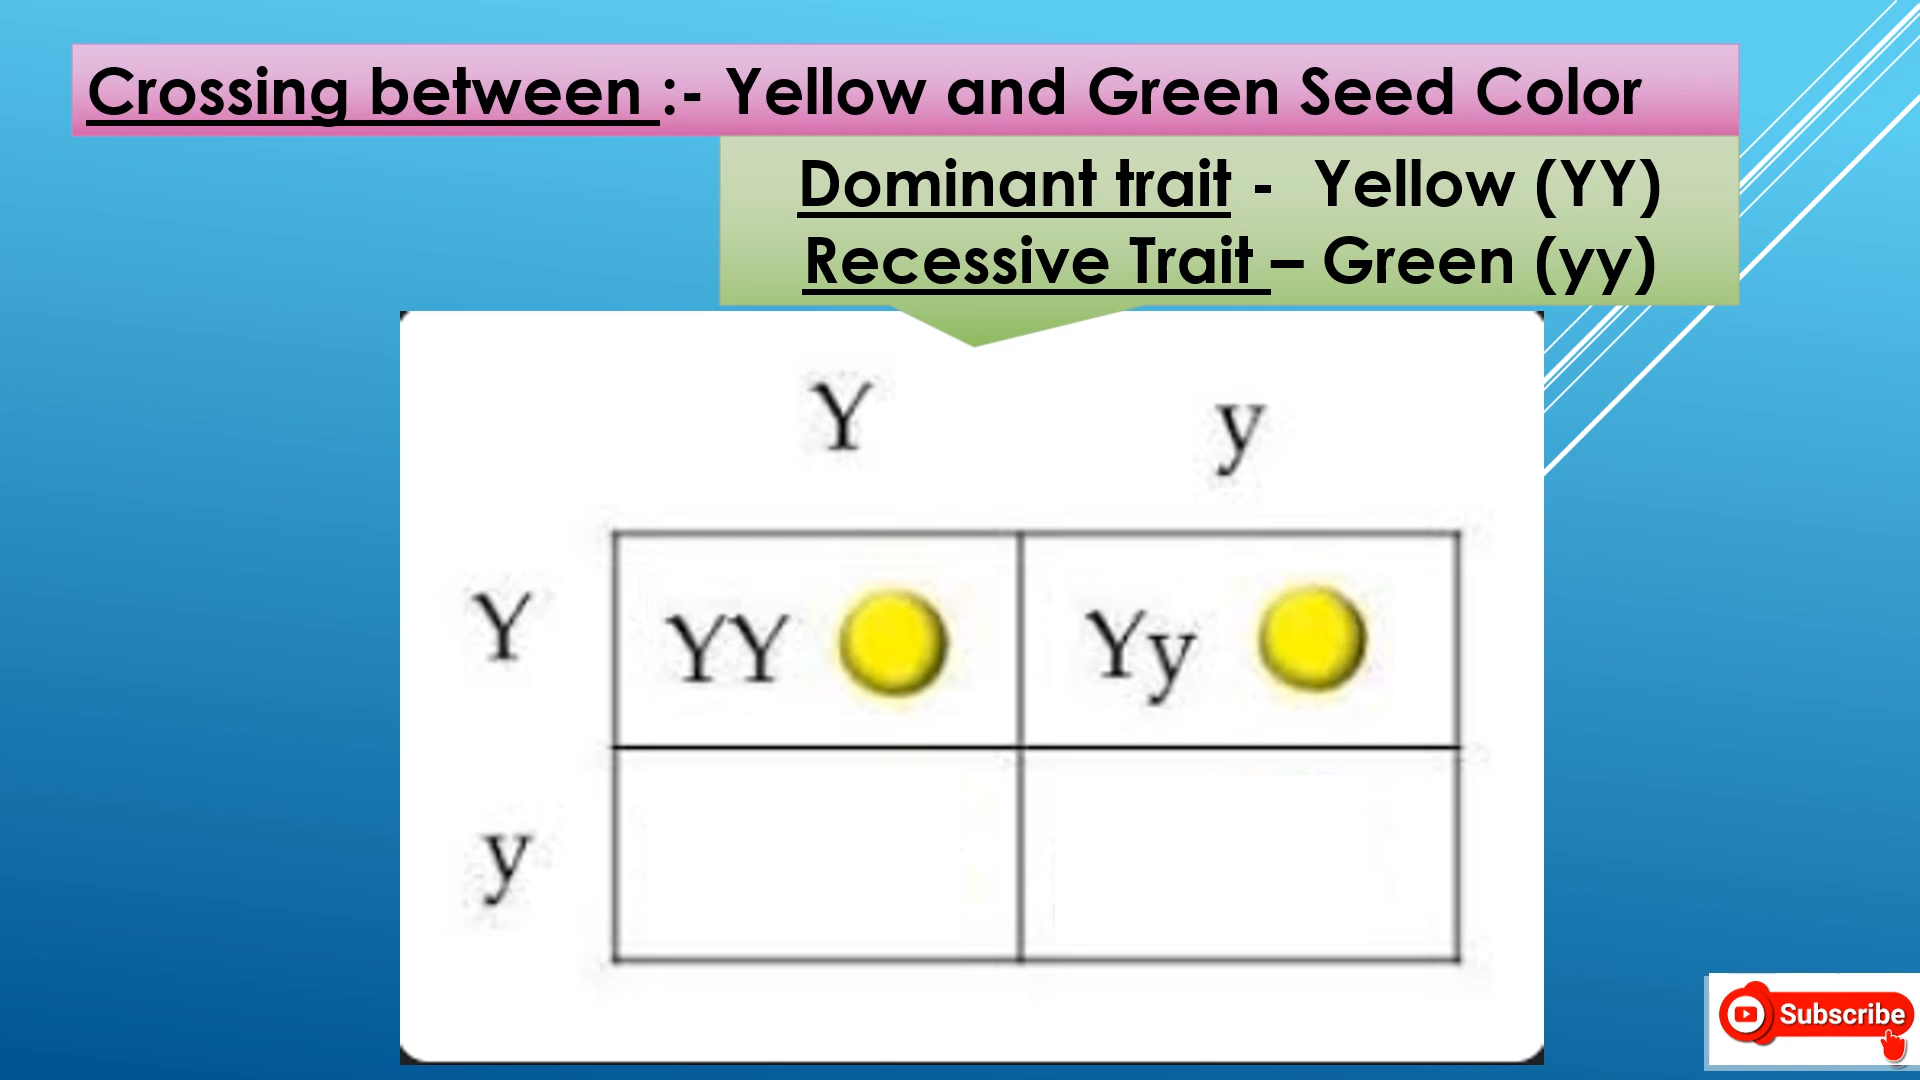 Crossing between :- Yellow and Green Seed Color
Dominant trait - Yellow (YY)
Recessive Trait – Green (yy)
Y y
Y YY Yy
y
Subscribe